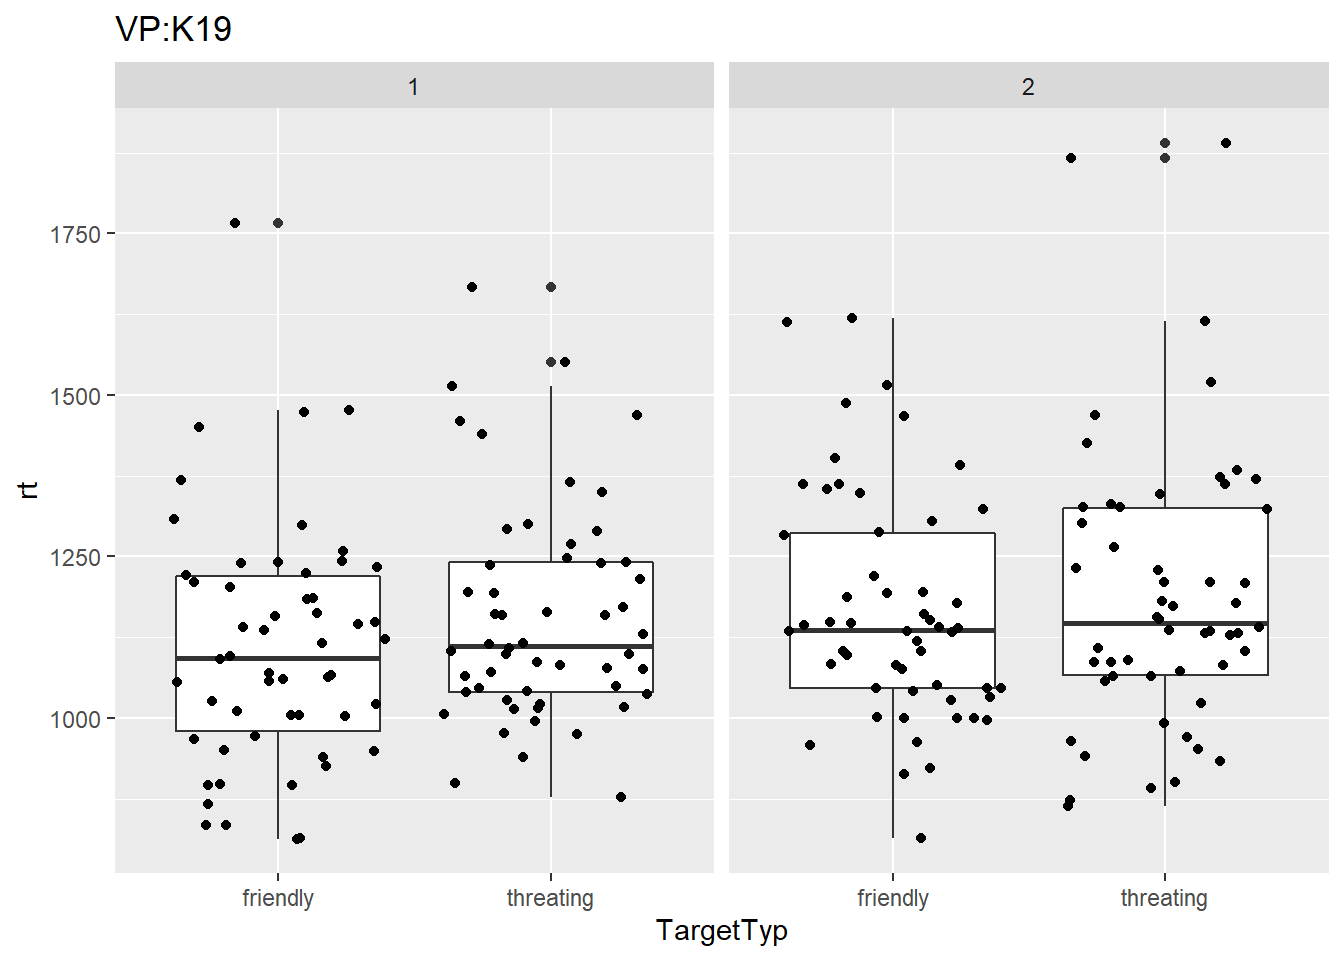 VP:K19
1 2
1750
1500
1250
1000
rt
friendly threating friendly threating
TargetTyp